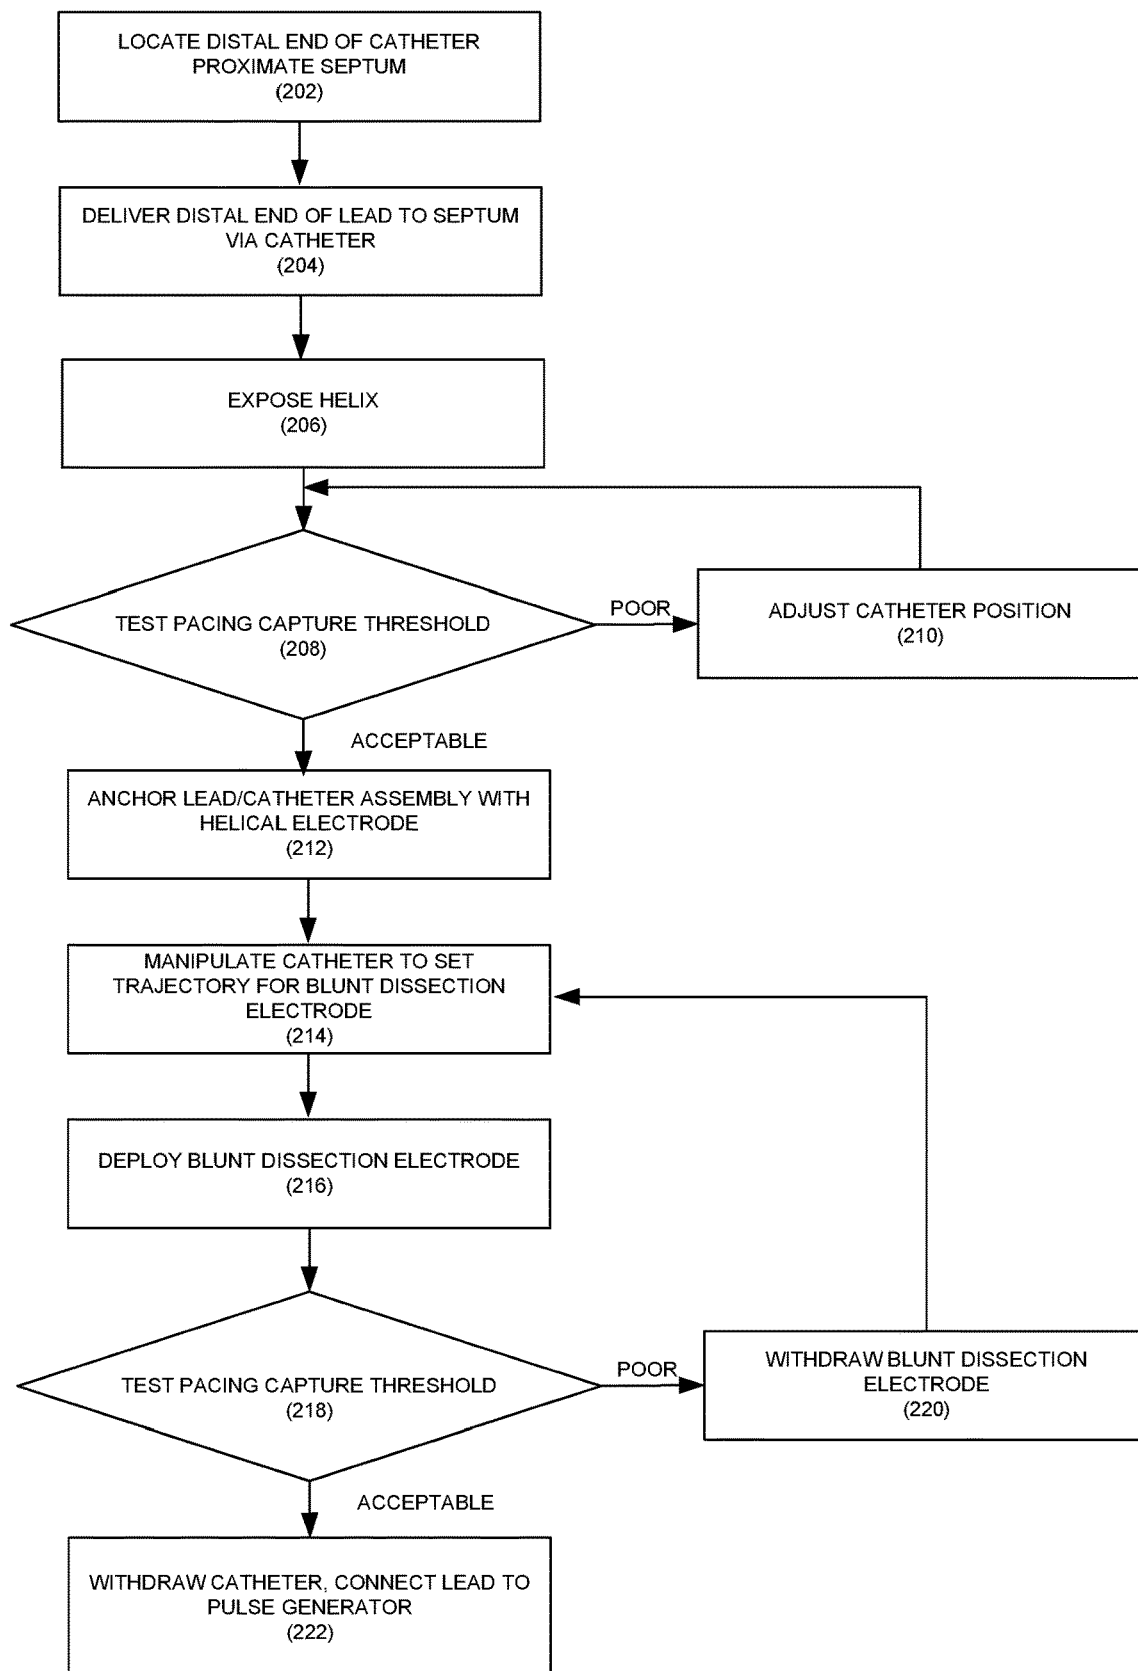 LOCATE DISTAL END OF CATHETER
PROXIMATE SEPTUM
(202)
DELIVER DISTAL END OF LEAD TO SEPTUM
VIA CATHETER
(204)
EXPOSE HELIX
(206)
TEST PACING CAPTURE THRESHOLD
(208)
POOR
ADJUST CATHETER POSITION
(210)
ACCEPTABLE
ANCHOR LEAD/CATHETER ASSEMBLY WITH
HELICAL ELECTRODE
(212)
MANIPULATE CATHETER TO SET
TRAJECTORY FOR BLUNT DISSECTION
ELECTRODE
(214)
DEPLOY BLUNT DISSECTION ELECTRODE
(216)
TEST PACING CAPTURE THRESHOLD
(218)
POOR
WITHDRAW BLUNT DISSECTION
ELECTRODE
(220)
ACCEPTABLE
WITHDRAW CATHETER, CONNECT LEAD TO
PULSE GENERATOR
(222)